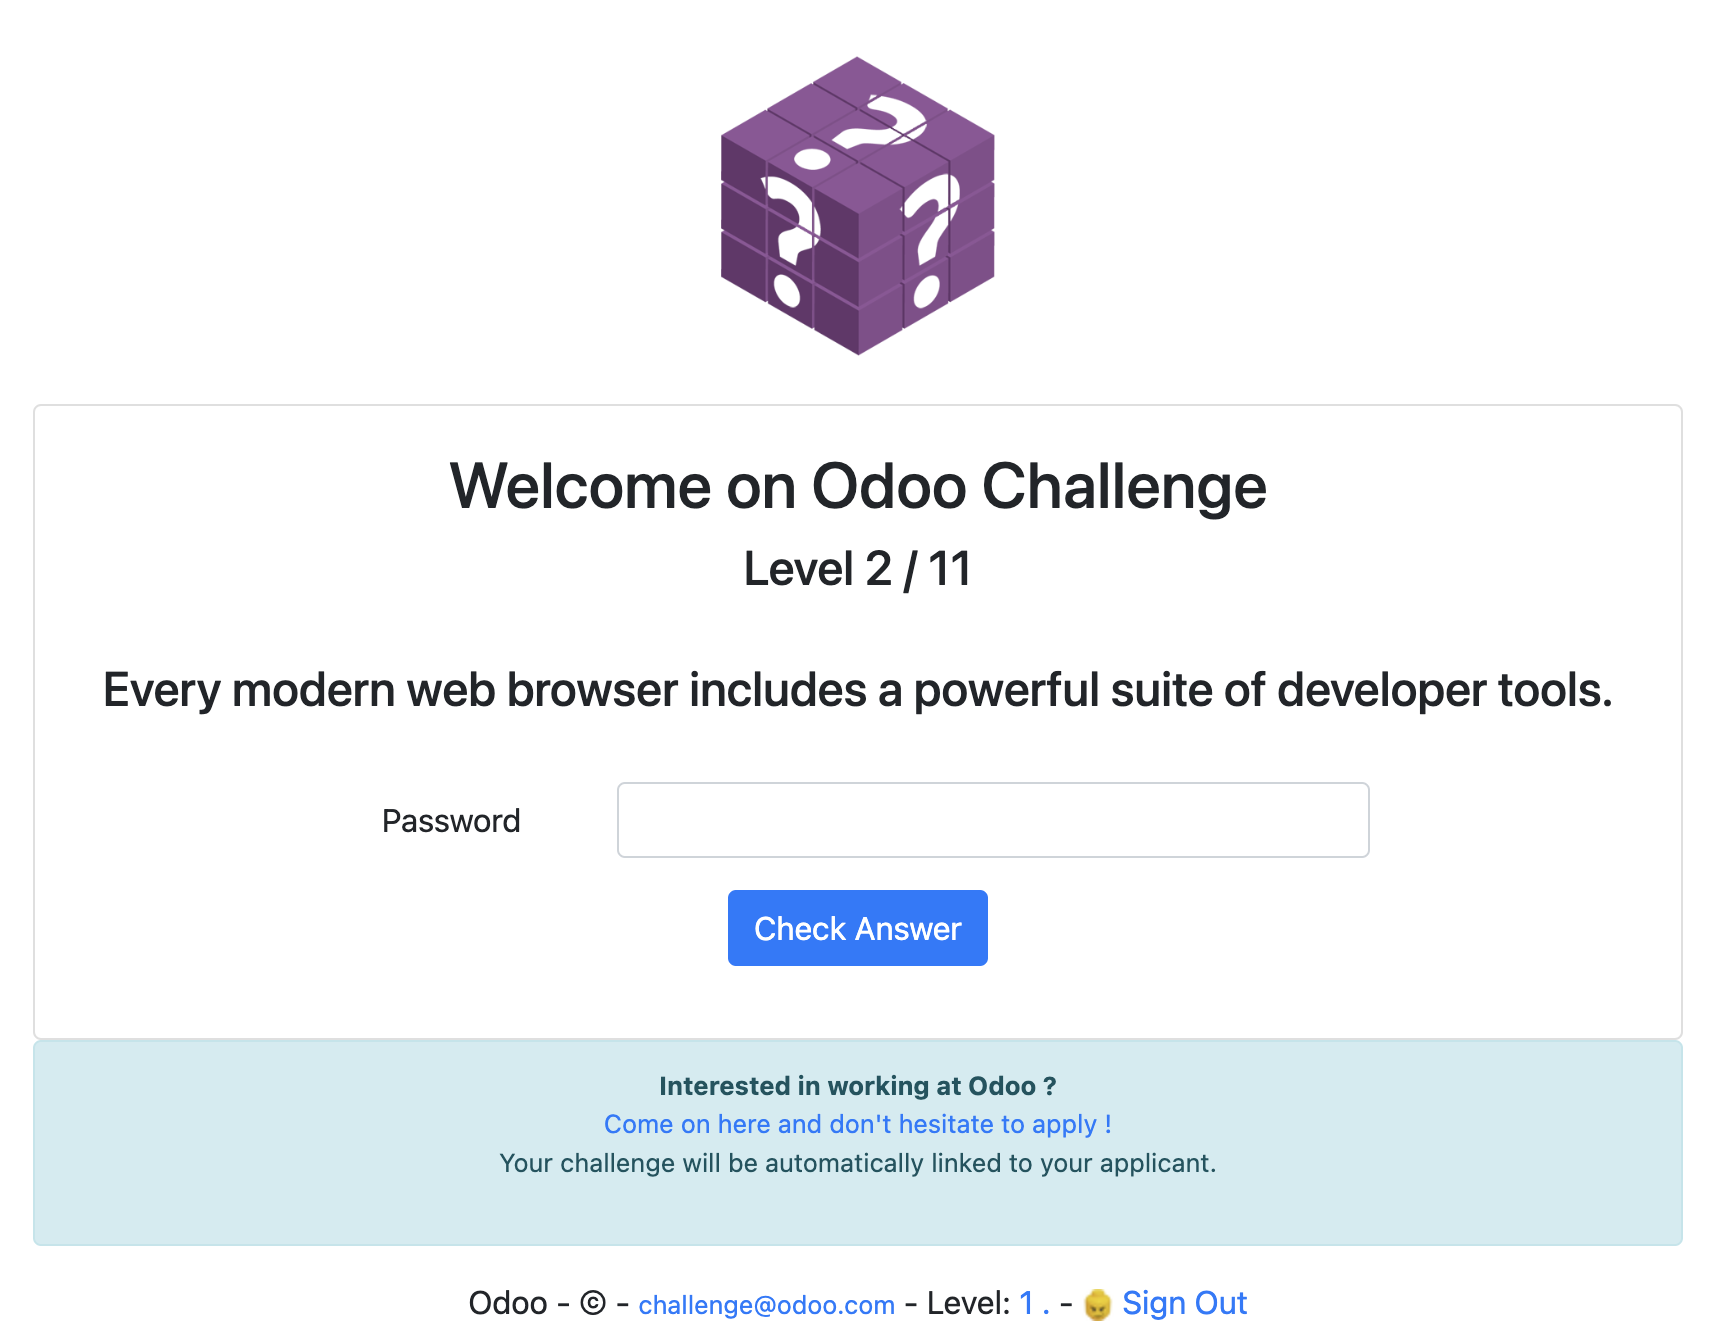 ? ? ?
Welcome on Odoo Challenge
Level 2 / 11
Every modern web browser includes a powerful suite of developer tools.
Password
Check Answer
Interested in working at Odoo ?
Come on here and don't hesitate to apply !
Your challenge will be automatically linked to your applicant.
Odoo - © - challenge@odoo.com - Level: 1 . - Sign Out